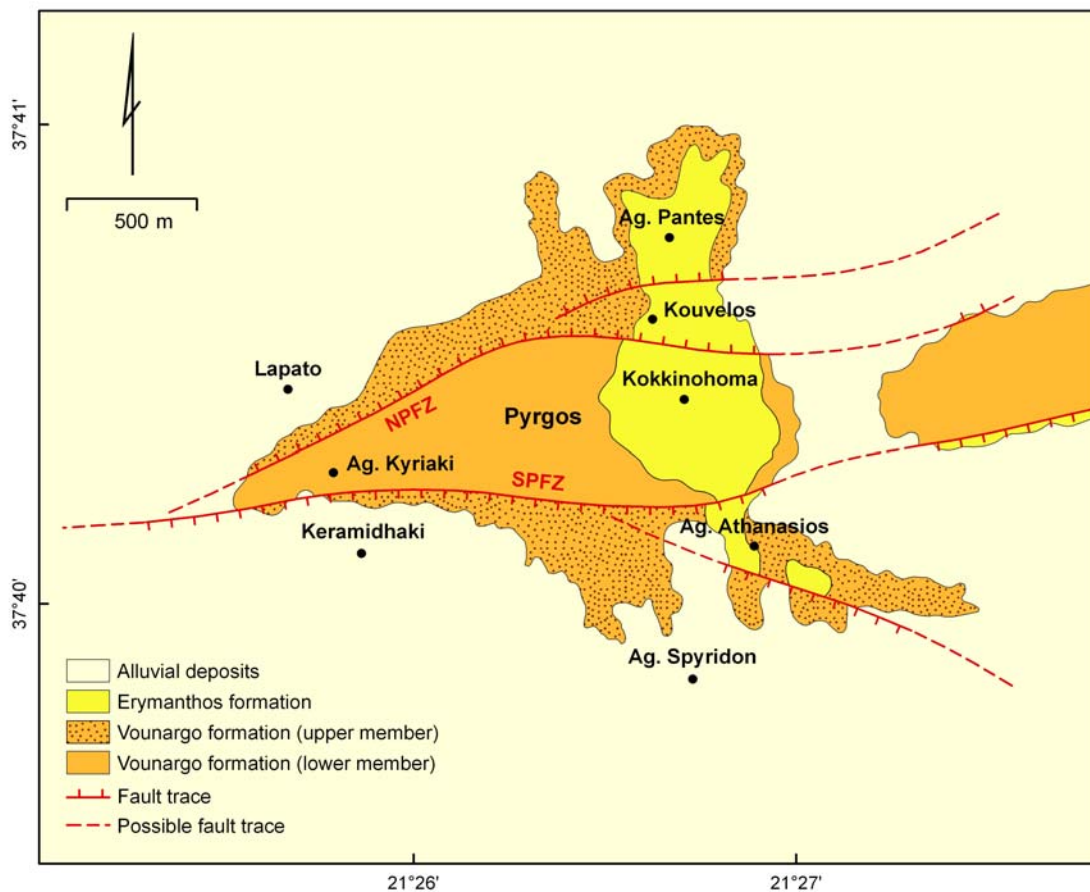 37°41'
500 m
Ag. Pantes
Kouvelos
Lapato
Kokkinohoma
NPFZ
Pyrgos
Ag. Kyriaki
SPFZ
Keramidhaki
Ag. Athanasios
37°40'
Ag. Spyridon
Alluvial deposits
Erymanthos formation
Vounargo formation (upper member)
Vounargo formation (lower member)
Fault trace
Possible fault trace
21°26'
21°27'